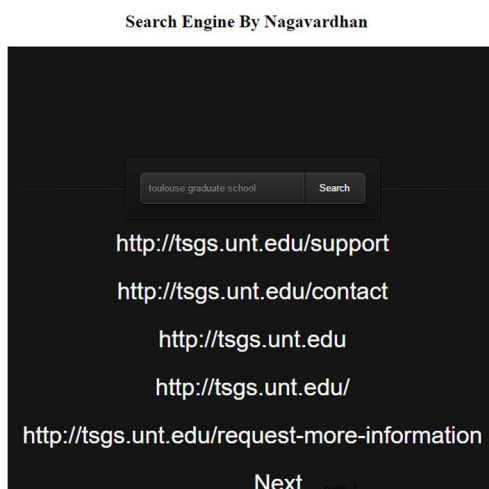 Search Engine By Nagavardhan
toulouse graduate school Search
http://tsgs.unt.edu/support
http://tsgs.unt.edu/contact
http://tsgs.unt.edu
http://tsgs.unt.edu/
http://tsgs.unt.edu/request-more-information
Next